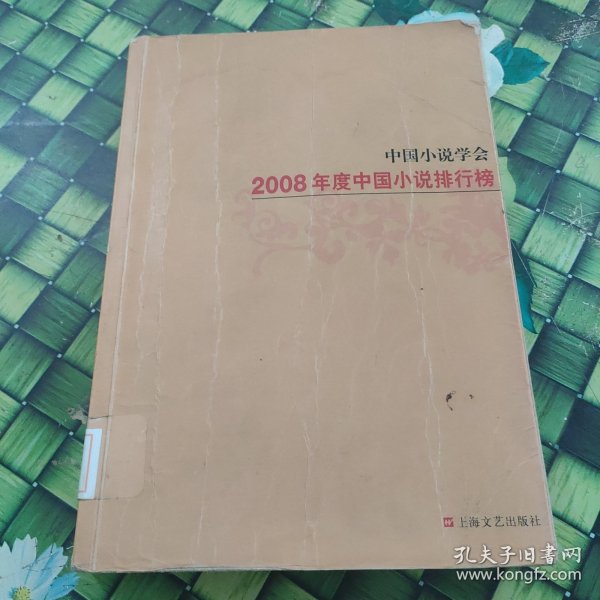 中国小说学会
2008年度中国小说排行榜
上海文艺出版社
孔夫子旧书网
www.kongfz.com